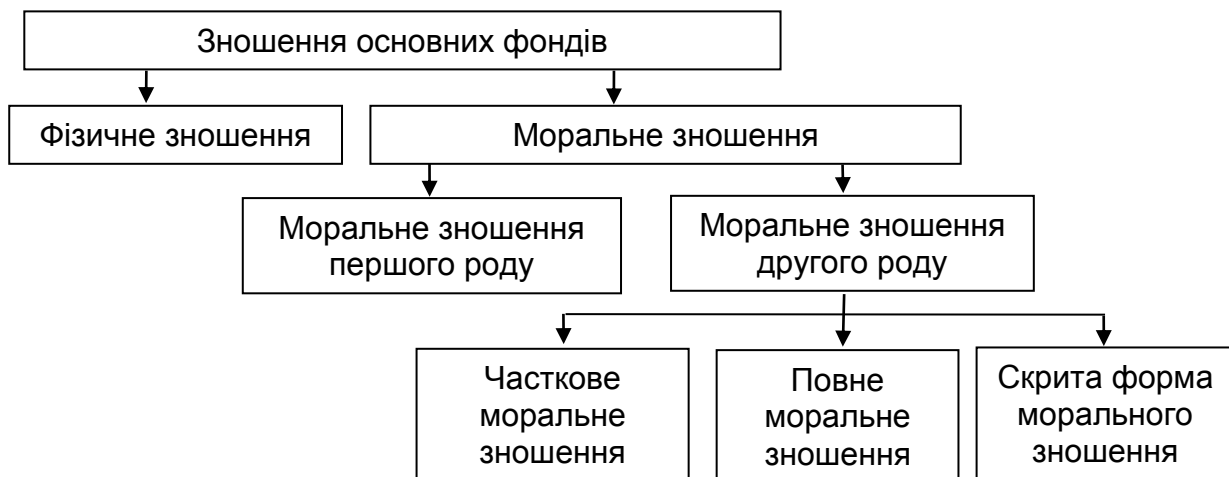 Зношення основних фондів
Фізичне зношення
Моральне зношення
Моральне зношення
першого роду
Моральне зношення
другого роду
Часткове
моральне
зношення
Повне
моральне
зношення
Скрита форма
морального
зношення